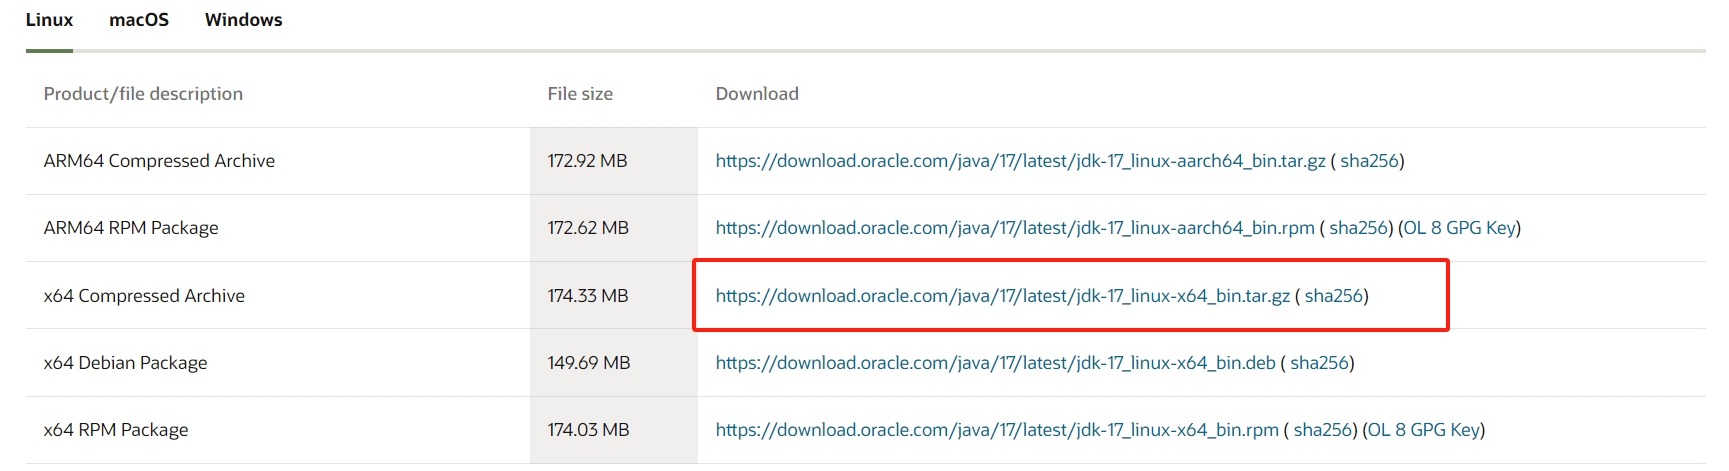 Linux macOS Windows
Product/file description File size Download
ARM64 Compressed Archive 172.92 MB https://download.oracle.com/java/17/latest/jdk-17_linux-aarch64_bin.tar.gz ( sha256)
ARM64 RPM Package 172.62 MB https://download.oracle.com/java/17/latest/jdk-17_linux-aarch64_bin.rpm ( sha256) (OL 8 GPG Key)
x64 Compressed Archive 174.33 MB https://download.oracle.com/java/17/latest/jdk-17_linux-x64_bin.tar.gz ( sha256)
x64 Debian Package 149.69 MB https://download.oracle.com/java/17/latest/jdk-17_linux-x64_bin.deb ( sha256)
x64 RPM Package 174.03 MB https://download.oracle.com/java/17/latest/jdk-17_linux-x64_bin.rpm ( sha256) (OL 8 GPG Key)